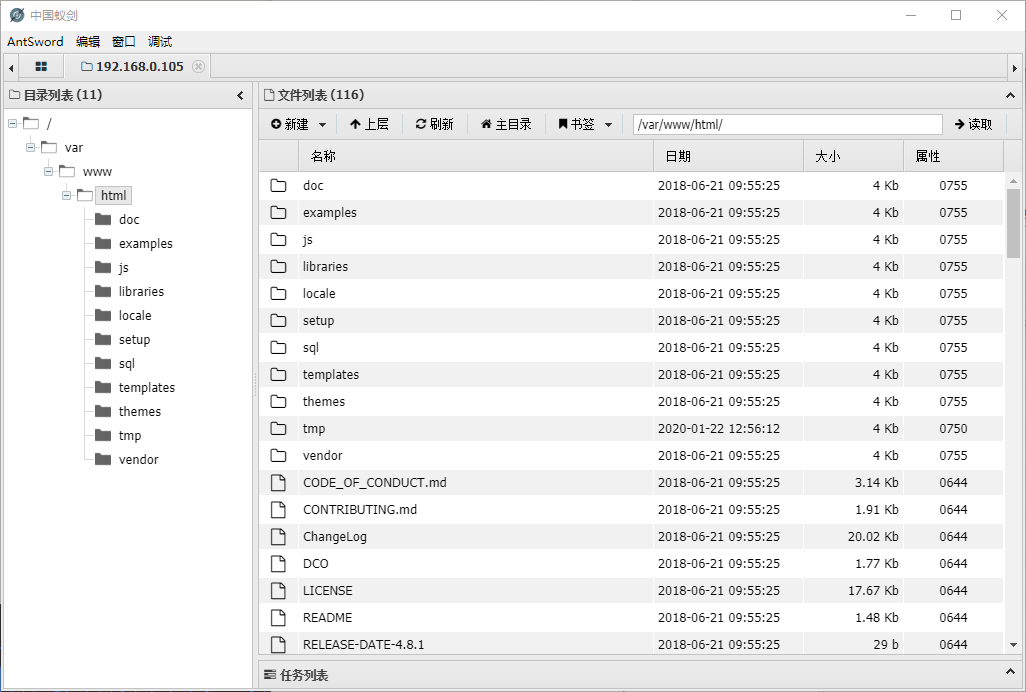 中国蚁剑
AntSword 编辑 窗口 调试
192.168.0.105
目录列表 (11)
/
var
www
html
doc
examples
js
libraries
locale
setup
sql
templates
themes
tmp
vendor
文件列表 (116)
新建 上层 刷新 主目录 书签 /var/www/html/ 读取
名称 日期 大小 属性
doc 2018-06-21 09:55:25 4 Kb 0755
examples 2018-06-21 09:55:25 4 Kb 0755
js 2018-06-21 09:55:25 4 Kb 0755
libraries 2018-06-21 09:55:25 4 Kb 0755
locale 2018-06-21 09:55:25 4 Kb 0755
setup 2018-06-21 09:55:25 4 Kb 0755
sql 2018-06-21 09:55:25 4 Kb 0755
templates 2018-06-21 09:55:25 4 Kb 0755
themes 2018-06-21 09:55:25 4 Kb 0755
tmp 2020-01-22 12:56:12 4 Kb 0750
vendor 2018-06-21 09:55:25 4 Kb 0755
CODE_OF_CONDUCT.md 2018-06-21 09:55:25 3.14 Kb 0644
CONTRIBUTING.md 2018-06-21 09:55:25 1.91 Kb 0644
ChangeLog 2018-06-21 09:55:25 20.02 Kb 0644
DCO 2018-06-21 09:55:25 1.77 Kb 0644
LICENSE 2018-06-21 09:55:25 17.67 Kb 0644
README 2018-06-21 09:55:25 1.48 Kb 0644
RELEASE-DATE-4.8.1 2018-06-21 09:55:25 29 b 0644
任务列表